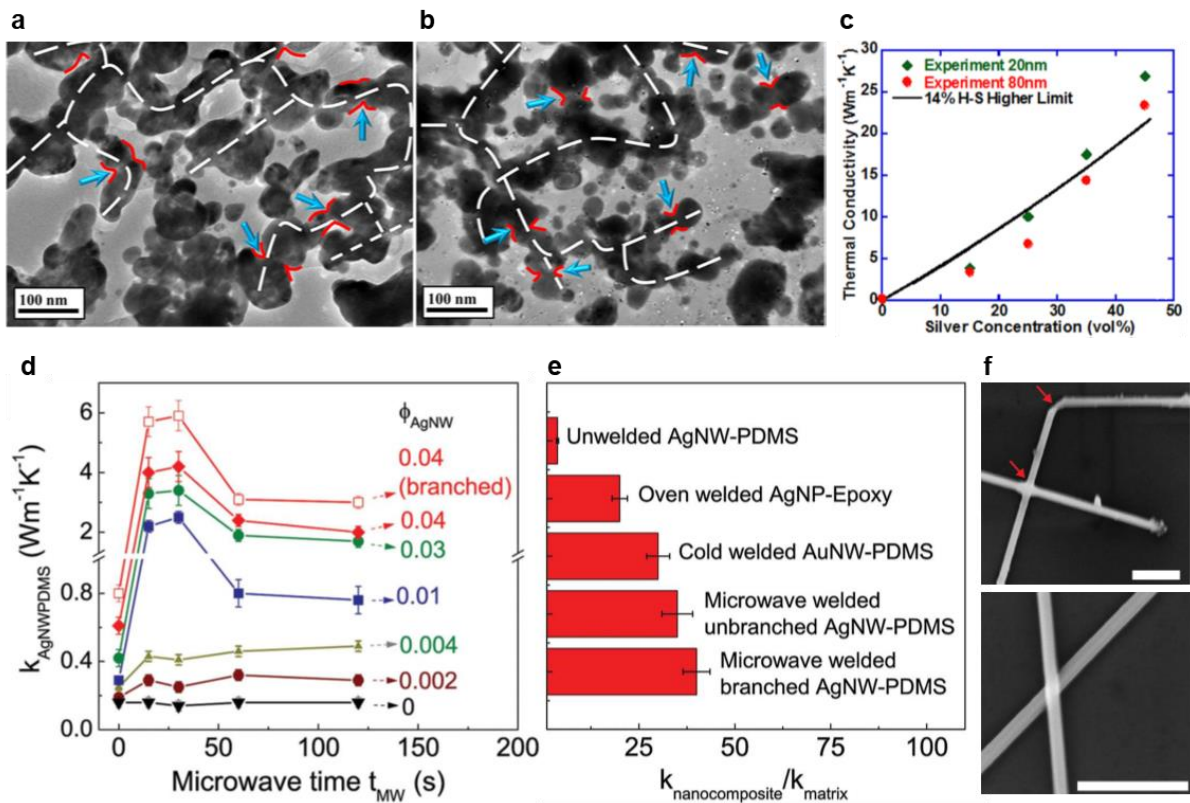 a
100 nm
b
100 nm
c
Thermal Conductivity (Wm⁻¹K⁻¹)
30
25
20
15
10
5
0
Experiment 20nm
Experiment 80nm
14% H-S Higher Limit
0 10 20 30 40 50
Silver Concentration (vol%)
d
k_AgNWPDMS (Wm⁻¹K⁻¹)
6
4
2
0.8
0.4
0.0
ϕ_AgNW
0.04
(branched)
0.04
0.03
0.01
0.004
0.002
0
0 50 100 150 200
Microwave time t_MW (s)
e
Unwelded AgNW-PDMS
Oven welded AgNP-Epoxy
Cold welded AuNW-PDMS
Microwave welded
unbranched AgNW-PDMS
Microwave welded
branched AgNW-PDMS
25 50 75 100
k_nanocomposite/k_matrix
f